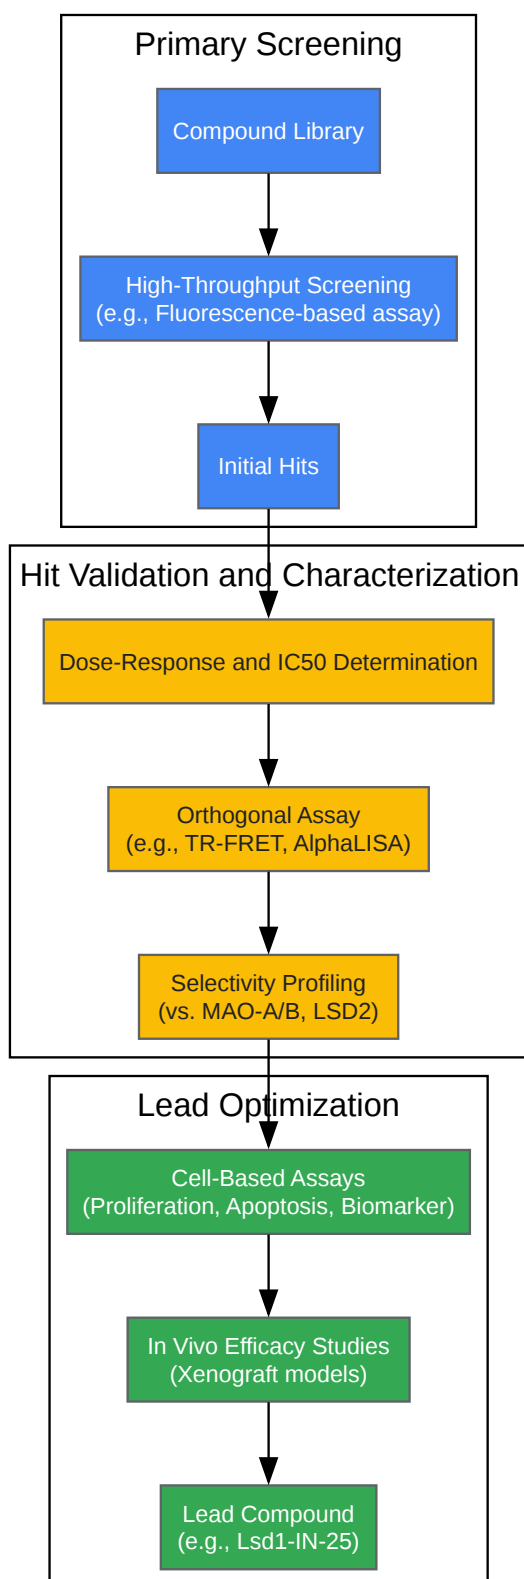 Primary Screening
Compound Library
High-Throughput Screening
(e.g., Fluorescence-based assay)
Initial Hits
Hit Validation and Characterization
Dose-Response and IC50 Determination
Orthogonal Assay
(e.g., TR-FRET, AlphaLISA)
Selectivity Profiling
(vs. MAO-A/B, LSD2)
Lead Optimization
Cell-Based Assays
(Proliferation, Apoptosis, Biomarker)
In Vivo Efficacy Studies
(Xenograft models)
Lead Compound
(e.g., Lsd1-IN-25)